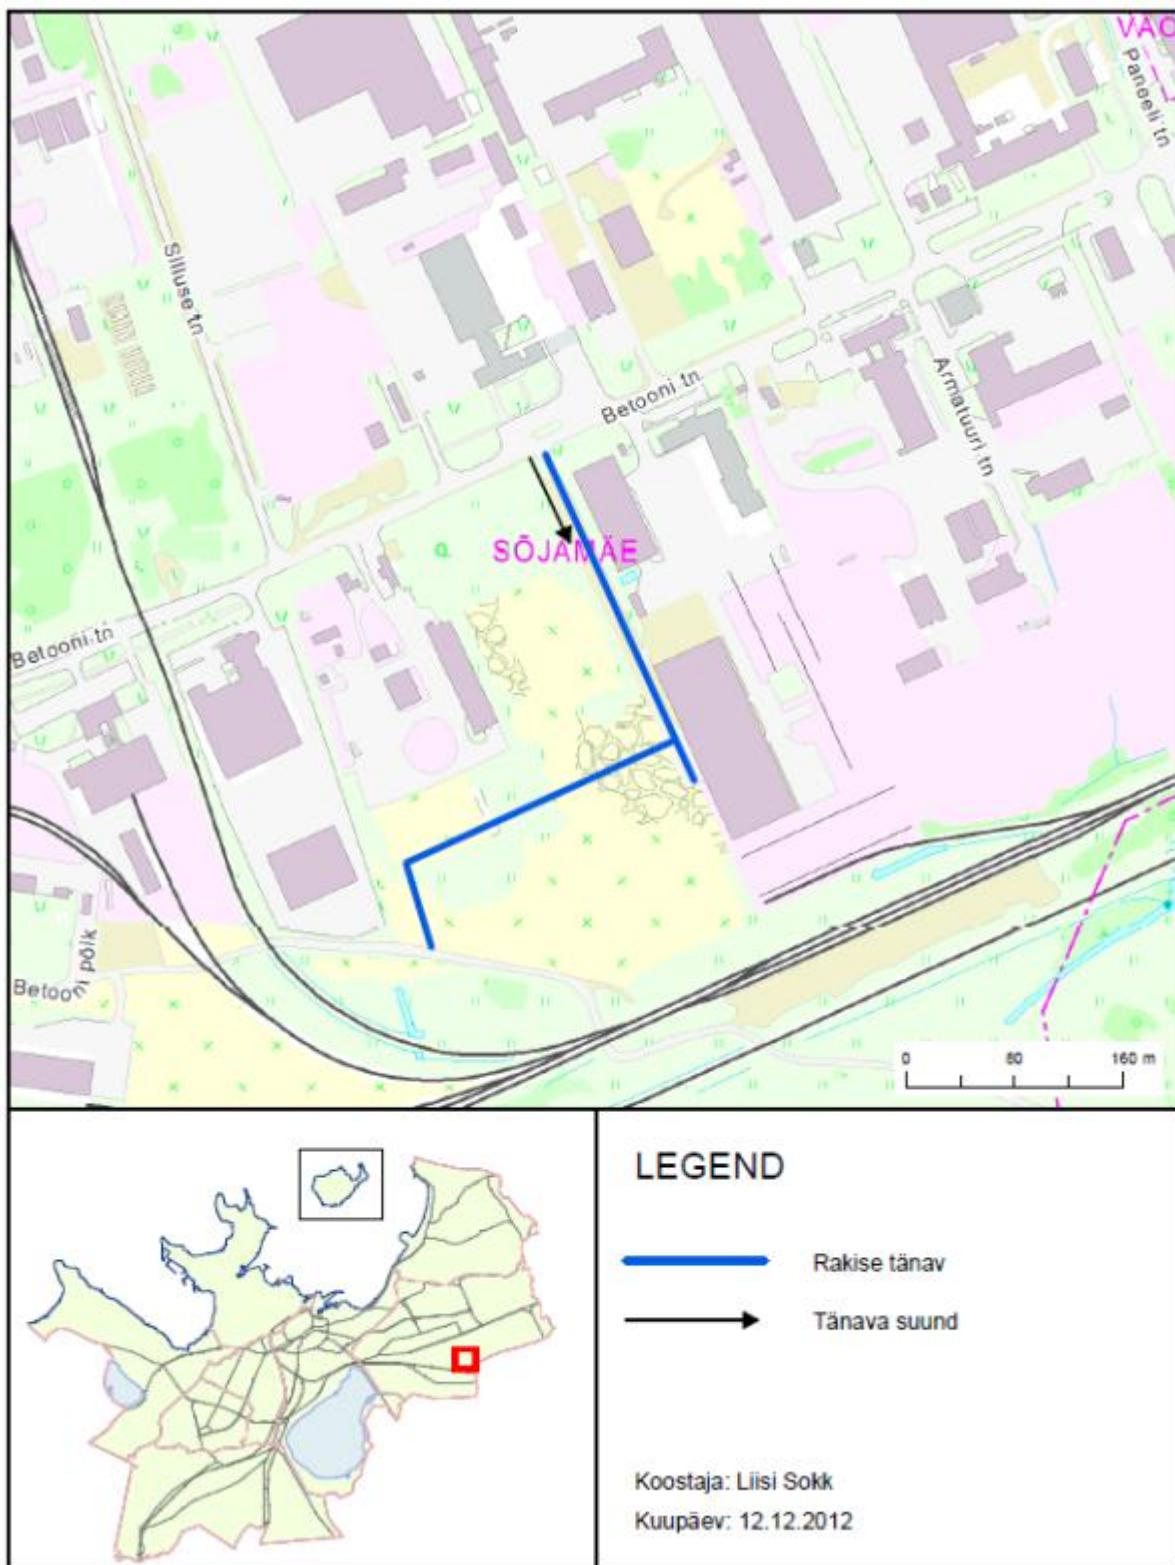 VÄO
Paneeli tn
Silluse tn
Betooni tn
Armatuuri tn
SÕJAMÄE
Betooni tn
Betooni põik
0 80 160 m
LEGEND
Rakise tänav
Tänava suund
Koostaja: Liisi Sokk
Kuupäev: 12.12.2012